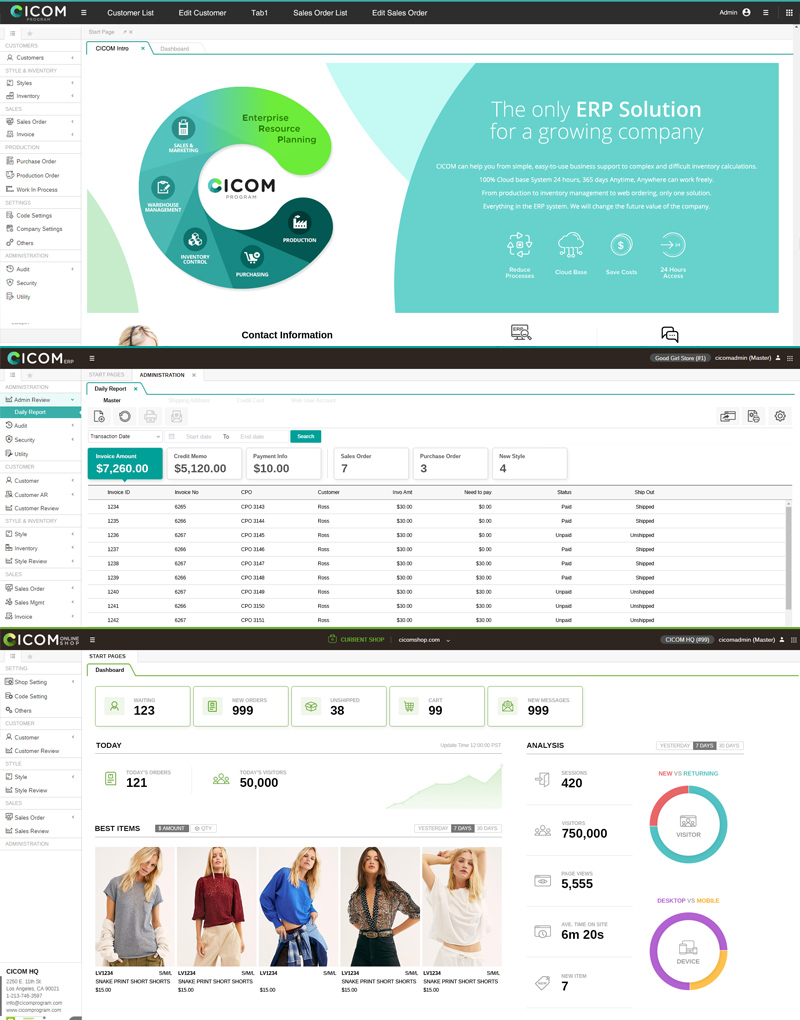 CICOM
PROGRAM
Customer List
Edit Customer
Tab1
Sales Order List
Edit Sales Order
Admin
CUSTOMERS
Customers
STYLE & INVENTORY
Styles
Inventory
SALES
Sales Order
Invoice
PRODUCTION
Purchase Order
Production Order
Work In Process
SETTINGS
Code Settings
Company Settings
Others
ADMINISTRATION
Audit
Security
Utility
Start Page
CICOM Intro
Dashboard
Enterprise
Resource
Planning
SALES &
MARKETING
WAREHOUSE
MANAGEMENT
INVENTORY
CONTROL
PURCHASING
PRODUCTION
CICOM
PROGRAM
The only ERP Solution
for a growing company
CICOM can help you from simple, easy-to-use business support to complex and difficult inventory calculations.
100% Cloud base System 24 hours, 365 days Anytime, Anywhere can work freely.
From production to inventory management to web ordering, only one solution.
Everything in the ERP system. We will change the future value of the company.
Reduce
Processes
Cloud Base
$
Save Costs
24
24 Hours
Access
Contact Information
ERP
CICOM ERP
Good Girl Store (#1)
cicomadmin (Master)
ADMINISTRATION
Admin Review
Daily Report
Audit
Security
Utility
CUSTOMER
Customer
Customer AR
Customer Review
STYLE & INVENTORY
Style
Inventory
Style Review
SALES
Sales Order
Sales Mgmt
Invoice
START PAGES
ADMINISTRATION
Daily Report
Master
Shipping Address
Credit Card
Web User Account
Transaction Date
Start date
To
End date
Search
Invoice Amount
$7,260.00
Credit Memo
$5,120.00
Payment Info
$10.00
Sales Order
7
Purchase Order
3
New Style
4
Invoice ID Invoice No CPO Customer Invo Amt Need to pay Status Ship Out
1234 6265 CPO 3143 Ross $30.00 $0.00 Paid Shipped
1235 6266 CPO 3144 Ross $30.00 $0.00 Paid Shipped
1236 6267 CPO 3145 Ross $30.00 $0.00 Unpaid Unshipped
1237 6266 CPO 3146 Ross $30.00 $30.00 Paid Shipped
1238 6267 CPO 3147 Ross $30.00 $30.00 Paid Shipped
1239 6266 CPO 3148 Ross $30.00 $30.00 Paid Shipped
1240 6267 CPO 3149 Ross $30.00 $30.00 Unpaid Unshipped
1241 6266 CPO 3150 Ross $30.00 $30.00 Unpaid Unshipped
1242 6267 CPO 3151 Ross $30.00 $30.00 Unpaid Unshipped
CICOM ONLINE SHOP
CURRENT SHOP
cicomshop.com
CICOM HQ (#99)
cicomadmin (Master)
SETTING
Shop Setting
Code Setting
Others
CUSTOMER
Customer
Customer Review
STYLE
Style
Style Review
SALES
Sales Order
Sales Review
ADMINISTRATION
CICOM HQ
2250 E. 11th St
Los Angeles, CA 90021
1-213-745-3597
info@cicomprogram.com
www.cicomprogram.com
START PAGES
Dashboard
WAITING
123
NEW ORDERS
999
UNSHIPPED
38
CART
99
NEW MESSAGES
999
TODAY
Update Time 12:00:00 PST
TODAY'S ORDERS
121
TODAY'S VISITORS
50,000
BEST ITEMS
$ AMOUNT
QTY
YESTERDAY 7 DAYS 30 DAYS
LV1234 S/M/L
SNAKE PRINT SHORT SHORTS
$15.00
LV1234 S/M/L
SNAKE PRINT SHORT SHORTS
$15.00
LV1234 S/M/L
$15.00
LV1234 S/M/L
SNAKE PRINT SHORT SHORTS
$15.00
LV1234 S/M/L
SNAKE PRINT SHORT SHORTS
$15.00
ANALYSIS
YESTERDAY 7 DAYS 30 DAYS
SESSIONS
420
VISITORS
750,000
PAGE VIEWS
5,555
AVG. TIME ON SITE
6m 20s
NEW ITEM
7
NEW VS RETURNING
VISITOR
DESKTOP VS MOBILE
DEVICE